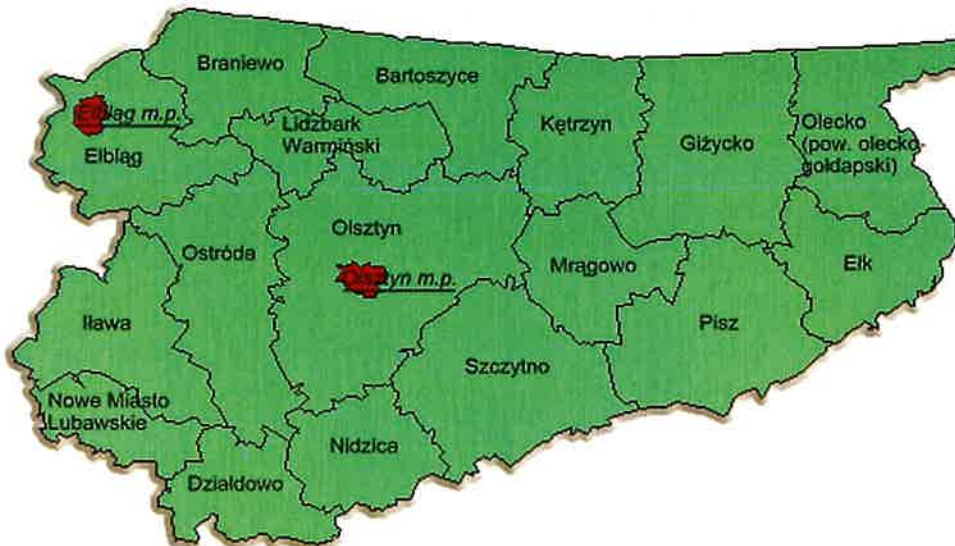 Braniewo
Bartoszyce
Elbląg m.p.
Lidzbark
Warmiński
Kętrzyn
Giżycko
Olecko
(pow. olecko-
gołdapski)
Elbląg
Olsztyn
Ostróda
Mrągowo
Ełk
Olsztyn m.p.
Iława
Pisz
Szczytno
Nowe Miasto
Lubawskie
Nidzica
Działdowo